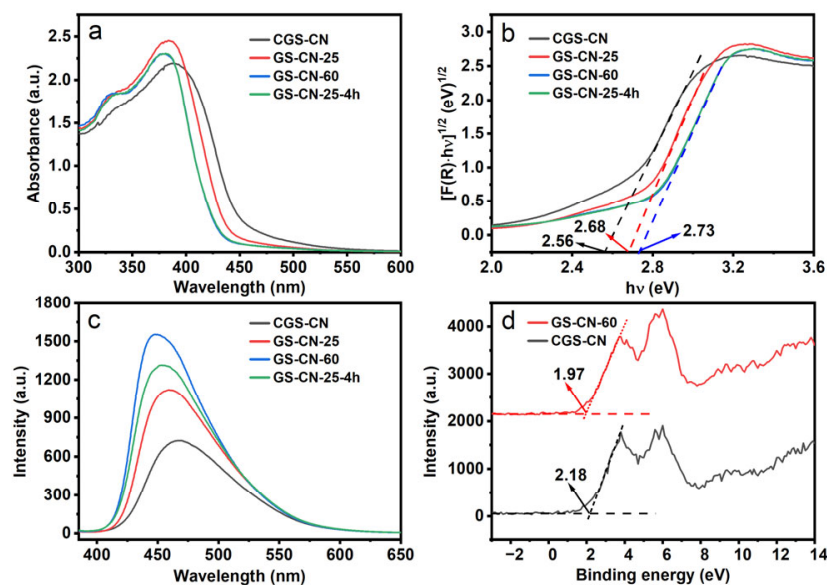 a
CGS-CN
GS-CN-25
GS-CN-60
GS-CN-25-4h
Absorbance (a.u.)
2.5
2.0
1.5
1.0
0.5
0.0
300 350 400 450 500 550 600
Wavelength (nm)
b
CGS-CN
GS-CN-25
GS-CN-60
GS-CN-25-4h
[F(R)·hν]1/2 (eV)1/2
3.0
2.5
2.0
1.5
1.0
0.5
0.0
2.68
2.56
2.73
2.0 2.4 2.8 3.2 3.6
hν (eV)
c
CGS-CN
GS-CN-25
GS-CN-60
GS-CN-25-4h
Intensity (a.u.)
1800
1500
1200
900
600
300
0
400 450 500 550 600 650
Wavelength (nm)
d
GS-CN-60
CGS-CN
Intensity (a.u.)
4000
3000
2000
1000
0
1.97
2.18
-2 0 2 4 6 8 10 12 14
Binding energy (eV)